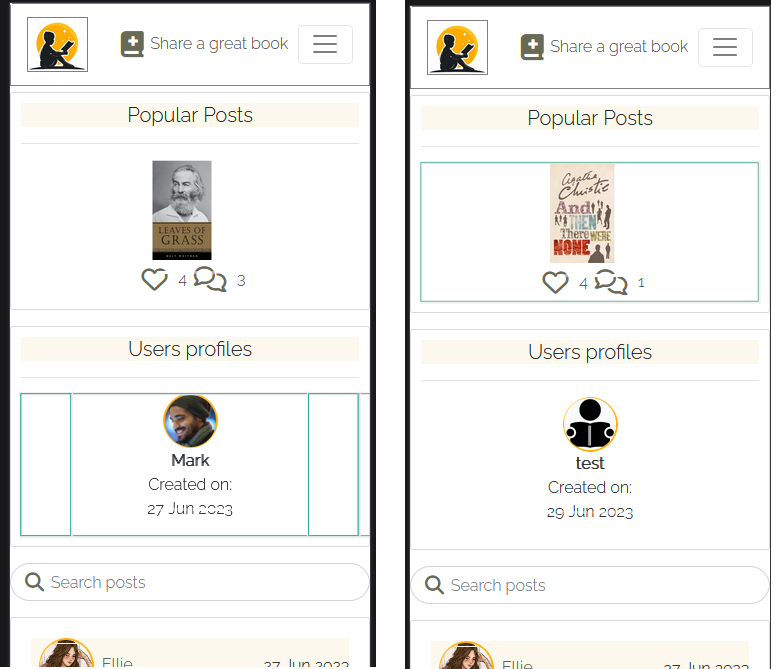 Share a great book
Popular Posts
LEAVES OF
GRASS
WALT WHITMAN
4 3
Users profiles
Mark
Created on:
27 Jun 2023
Search posts
Ellie
27 Jun 2023
Share a great book
Popular Posts
Agatha
Christie
And
THEN
There WERE
NONE
4 1
Users profiles
test
Created on:
29 Jun 2023
Search posts
Ellie
27 Jun 2023